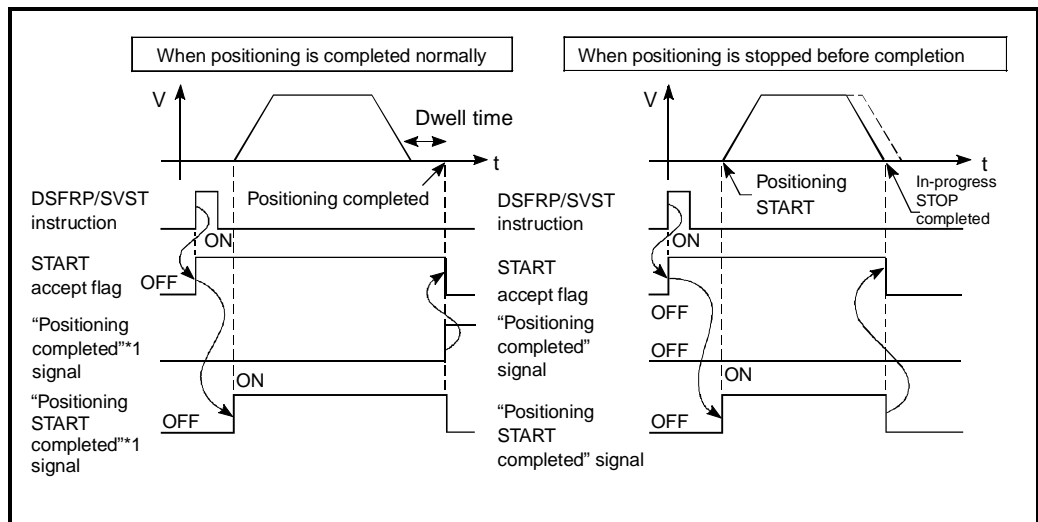 When positioning is completed normally
V
Dwell time
t
Positioning completed
DSFRP/SVST
instruction
ON
START
accept flag
OFF
“Positioning
completed”*1
signal
ON
“Positioning
START
completed”*1
signal
OFF
When positioning is stopped before completion
V
t
Positioning
START
In-progress
STOP
completed
DSFRP/SVST
instruction
ON
START
accept flag
OFF
“Positioning
completed”
signal
OFF
ON
“Positioning
START
completed” signal
OFF